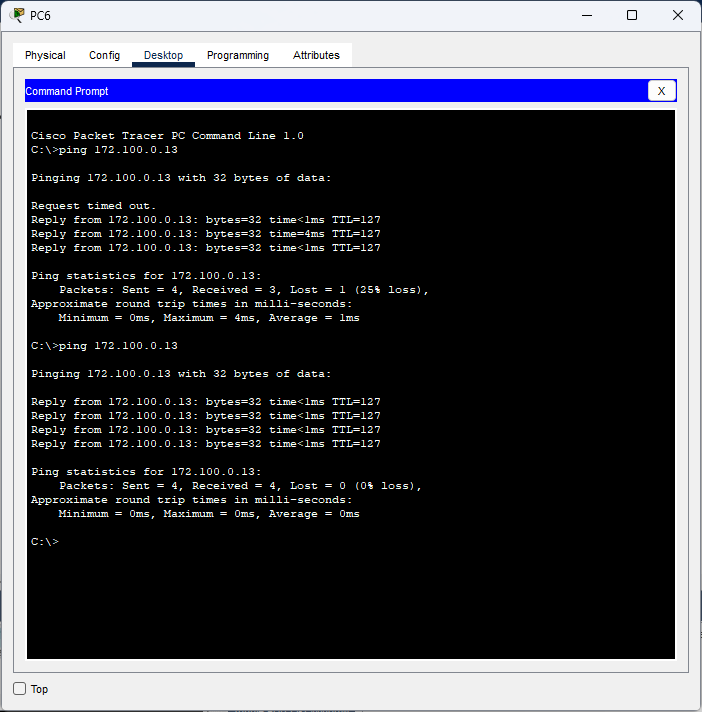 PC6
Physical Config Desktop Programming Attributes
Command Prompt X
Cisco Packet Tracer PC Command Line 1.0
C:\>ping 172.100.0.13
Pinging 172.100.0.13 with 32 bytes of data:
Request timed out.
Reply from 172.100.0.13: bytes=32 time<1ms TTL=127
Reply from 172.100.0.13: bytes=32 time=4ms TTL=127
Reply from 172.100.0.13: bytes=32 time<1ms TTL=127
Ping statistics for 172.100.0.13:
Packets: Sent = 4, Received = 3, Lost = 1 (25% loss),
Approximate round trip times in milli-seconds:
Minimum = 0ms, Maximum = 4ms, Average = 1ms
C:\>ping 172.100.0.13
Pinging 172.100.0.13 with 32 bytes of data:
Reply from 172.100.0.13: bytes=32 time<1ms TTL=127
Reply from 172.100.0.13: bytes=32 time<1ms TTL=127
Reply from 172.100.0.13: bytes=32 time<1ms TTL=127
Reply from 172.100.0.13: bytes=32 time<1ms TTL=127
Ping statistics for 172.100.0.13:
Packets: Sent = 4, Received = 4, Lost = 0 (0% loss),
Approximate round trip times in milli-seconds:
Minimum = 0ms, Maximum = 0ms, Average = 0ms
C:\>
Top